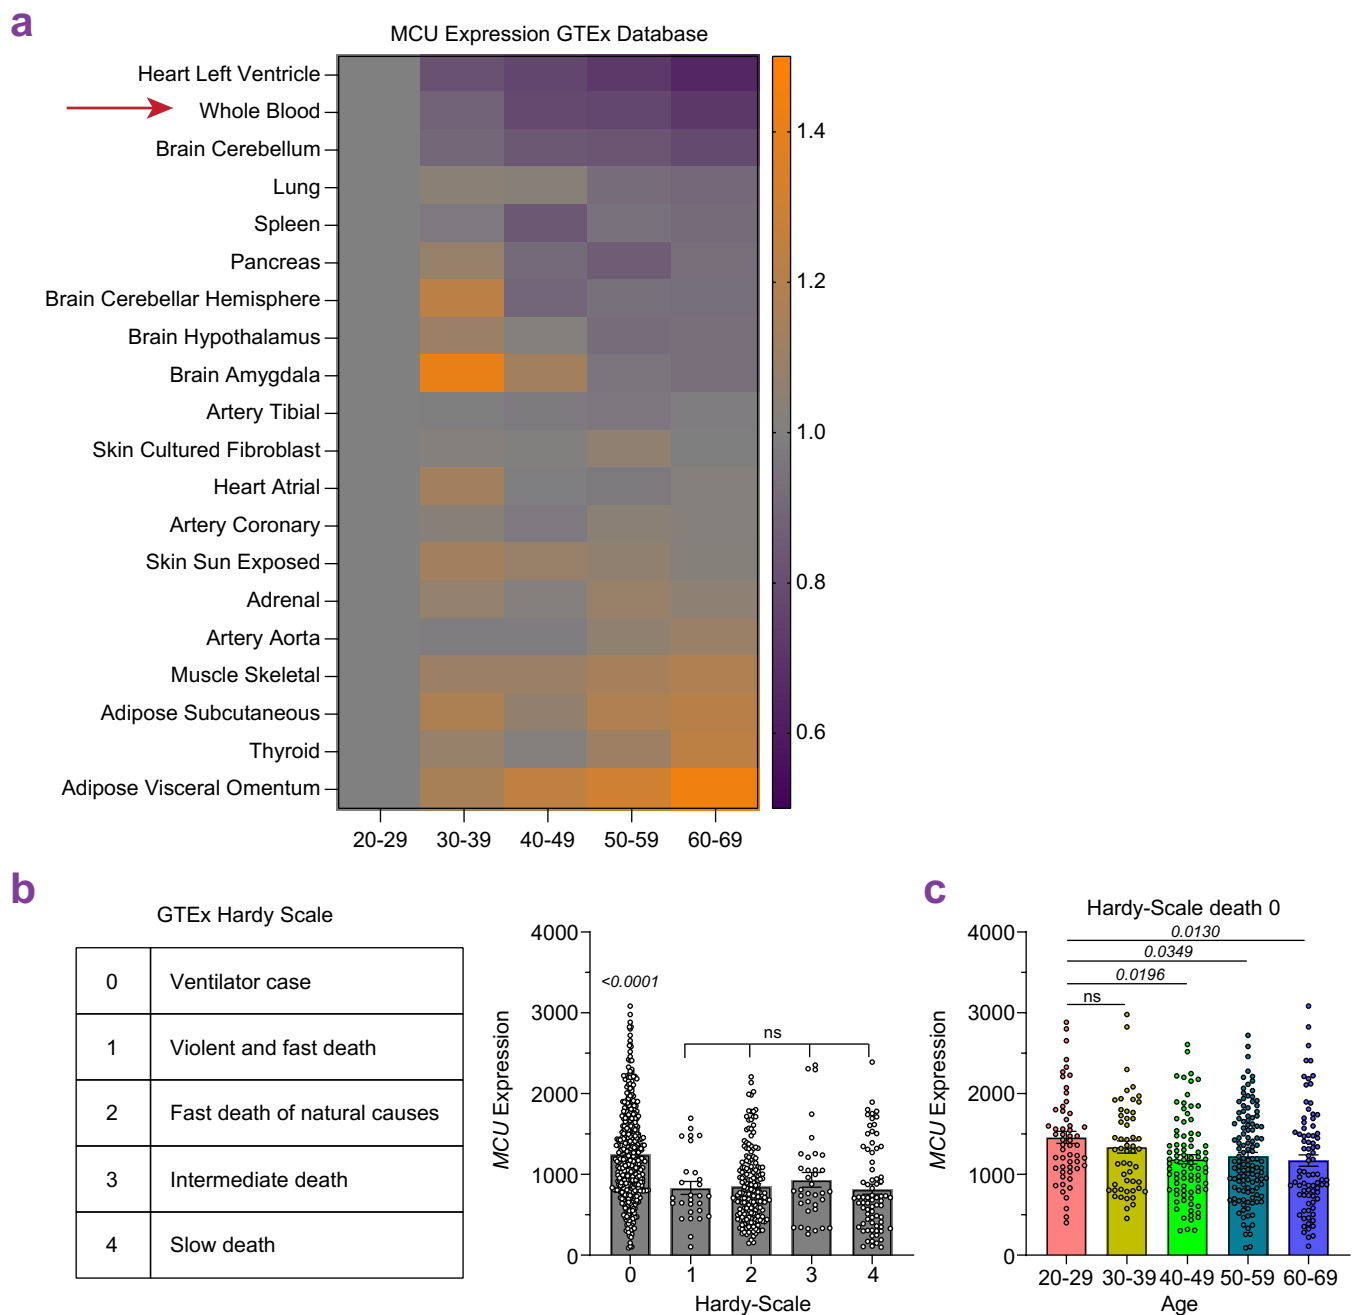 a
MCU Expression GTEx Database
Heart Left Ventricle
Whole Blood
Brain Cerebellum
Lung
Spleen
Pancreas
Brain Cerebellar Hemisphere
Brain Hypothalamus
Brain Amygdala
Artery Tibial
Skin Cultured Fibroblast
Heart Atrial
Artery Coronary
Skin Sun Exposed
Adrenal
Artery Aorta
Muscle Skeletal
Adipose Subcutaneous
Thyroid
Adipose Visceral Omentum
20-29 30-39 40-49 50-59 60-69
1.4
1.2
1.0
0.8
0.6
b
GTEx Hardy Scale
0 Ventilator case
1 Violent and fast death
2 Fast death of natural causes
3 Intermediate death
4 Slow death
MCU Expression
4000
3000
2000
1000
0
<0.0001
ns
0 1 2 3 4
Hardy-Scale
c
Hardy-Scale death 0
MCU Expression
4000
3000
2000
1000
0
0.0130
0.0349
0.0196
ns
20-29 30-39 40-49 50-59 60-69
Age